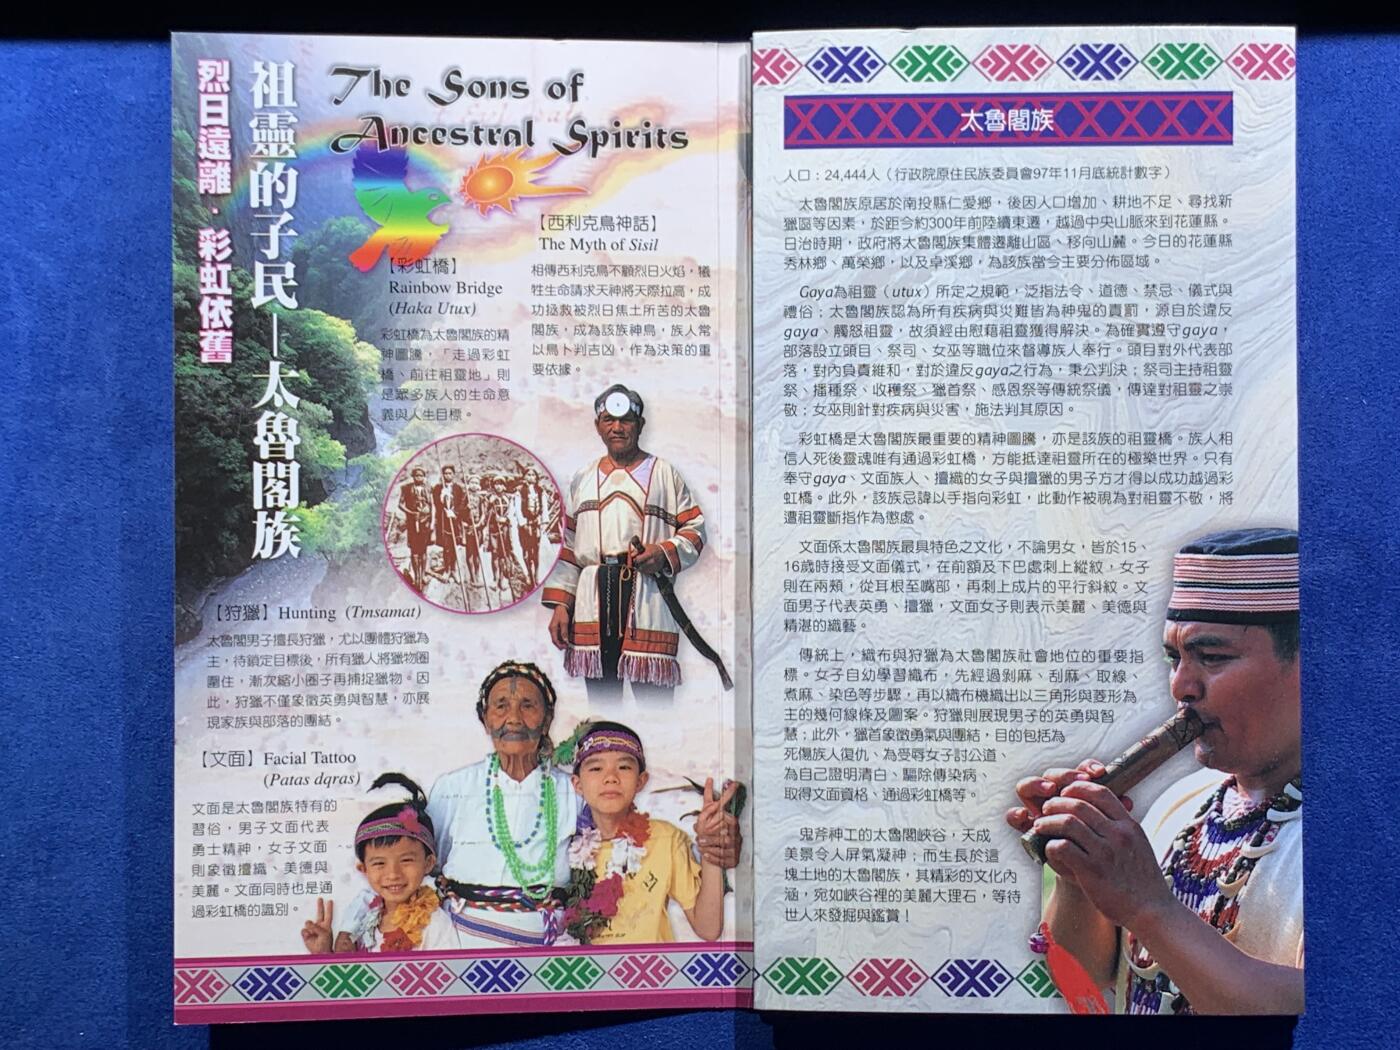 The Sons of
Ancestral Spirits
祖靈的子民－太魯閣族
烈日遠離．彩虹依舊
【西利克鳥神話】
The Myth of Sisil
相傳西利克鳥不顧烈日火焰，犧
牲生命請求天神將天際拉高，成
功拯救被烈日焦土所苦的太魯
閣族，成為該族神鳥，族人常
以鳥卜判吉凶，作為決策的重
要依據。
【彩虹橋】
Rainbow Bridge
(Haka Utux)
彩虹橋為太魯閣族的精
神圖騰，「走過彩虹
橋、前往祖靈地」則
是眾多族人的生命意
義與人生目標。
【狩獵】Hunting (Tmsamat)
太魯閣男子擅長狩獵，尤以團體狩獵為
主，待鎖定目標後，所有獵人將獵物圈
圍住，漸次縮小圈子再捕捉獵物。因
此，狩獵不僅象徵英勇與智慧，亦展
現家族與部落的團結。
【文面】Facial Tattoo
(Patas dqras)
文面是太魯閣族特有的
習俗，男子文面代表
勇士精神，女子文面
則象徵擅織、美德與
美麗。文面同時也是通
過彩虹橋的識別。
太魯閣族
人口：24,444人（行政院原住民族委員會97年11月底統計數字）
太魯閣族原居於南投縣仁愛鄉，後因人口增加、耕地不足、尋找新
獵區等因素，於距今約300年前陸續東遷，越過中央山脈來到花蓮縣。
日治時期，政府將太魯閣族集體遷離山區、移向山麓。今日的花蓮縣
秀林鄉、萬榮鄉，以及卓溪鄉，為該族當今主要分佈區域。
Gaya為祖靈（utux）所定之規範，泛指法令、道德、禁忌、儀式與
禮俗；太魯閣族認為所有疾病與災難皆為神鬼的責罰，源自於違反
gaya、觸怒祖靈，故須經由慰藉祖靈獲得解決。為確實遵守gaya，
部落設立頭目、祭司、女巫等職位來督導族人奉行。頭目對外代表部
落，對內負責維和，對於違反gaya之行為，秉公判決；祭司主持祖靈
祭、播種祭、收穫祭、獵首祭、感恩祭等傳統祭儀，傳達對祖靈之崇
敬；女巫則針對疾病與災害，施法判其原因。
彩虹橋是太魯閣族最重要的精神圖騰，亦是該族的祖靈橋。族人相
信人死後靈魂唯有通過彩虹橋，方能抵達祖靈所在的極樂世界。只有
奉守gaya、文面族人、擅織的女子與擅獵的男子方才得以成功越過彩
虹橋。此外，該族忌諱以手指向彩虹，此動作被視為對祖靈不敬，將
遭祖靈斷指作為懲處。
文面係太魯閣族最具特色之文化，不論男女，皆於15、
16歲時接受文面儀式，在前額及下巴處刺上縱紋，女子
則在兩頰，從耳根至嘴部，再刺上成片的平行斜紋。文
面男子代表英勇、擅獵，文面女子則表示美麗、美德與
精湛的織藝。
傳統上，織布與狩獵為太魯閣族社會地位的重要指
標。女子自幼學習織布，先經過剝麻、刮麻、取線、
煮麻、染色等步驟，再以織布機織出以三角形與菱形為
主的幾何線條及圖案。狩獵則展現男子的英勇與智
慧；此外，獵首象徵勇氣與團結，目的包括為
死傷族人復仇、為受辱女子討公道、
為自己證明清白、驅除傳染病、
取得文面資格、通過彩虹橋等。
鬼斧神工的太魯閣峽谷，天成
美景令人屏氣凝神；而生長於這
塊土地的太魯閣族，其精彩的文化內
涵，宛如峽谷裡的美麗大理石，等待
世人來發掘與鑑賞！